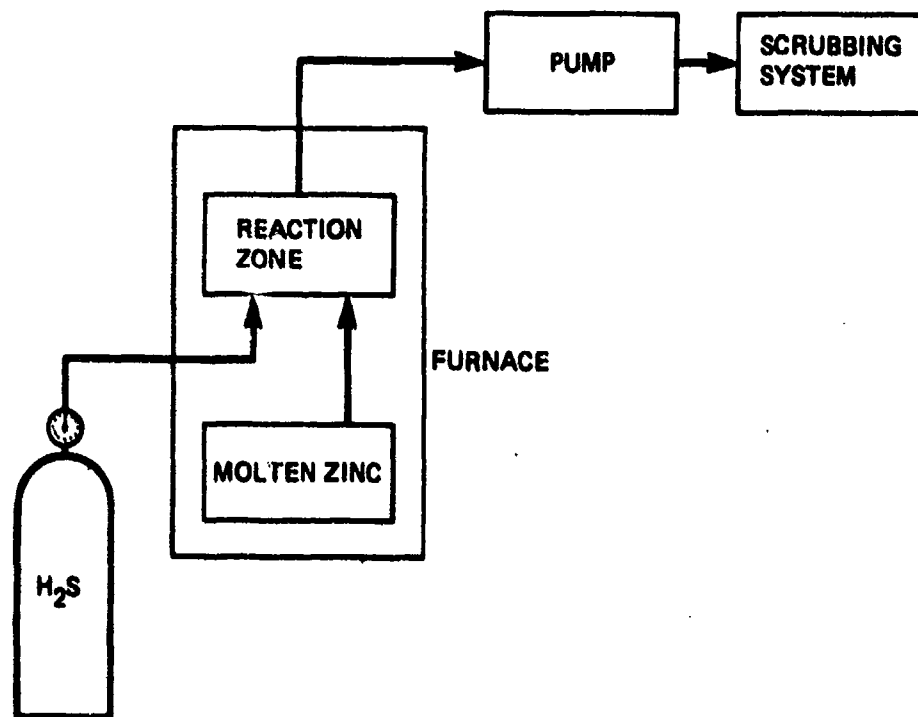 PUMP
SCRUBBING
SYSTEM
REACTION
ZONE
FURNACE
MOLTEN ZINC
H₂S